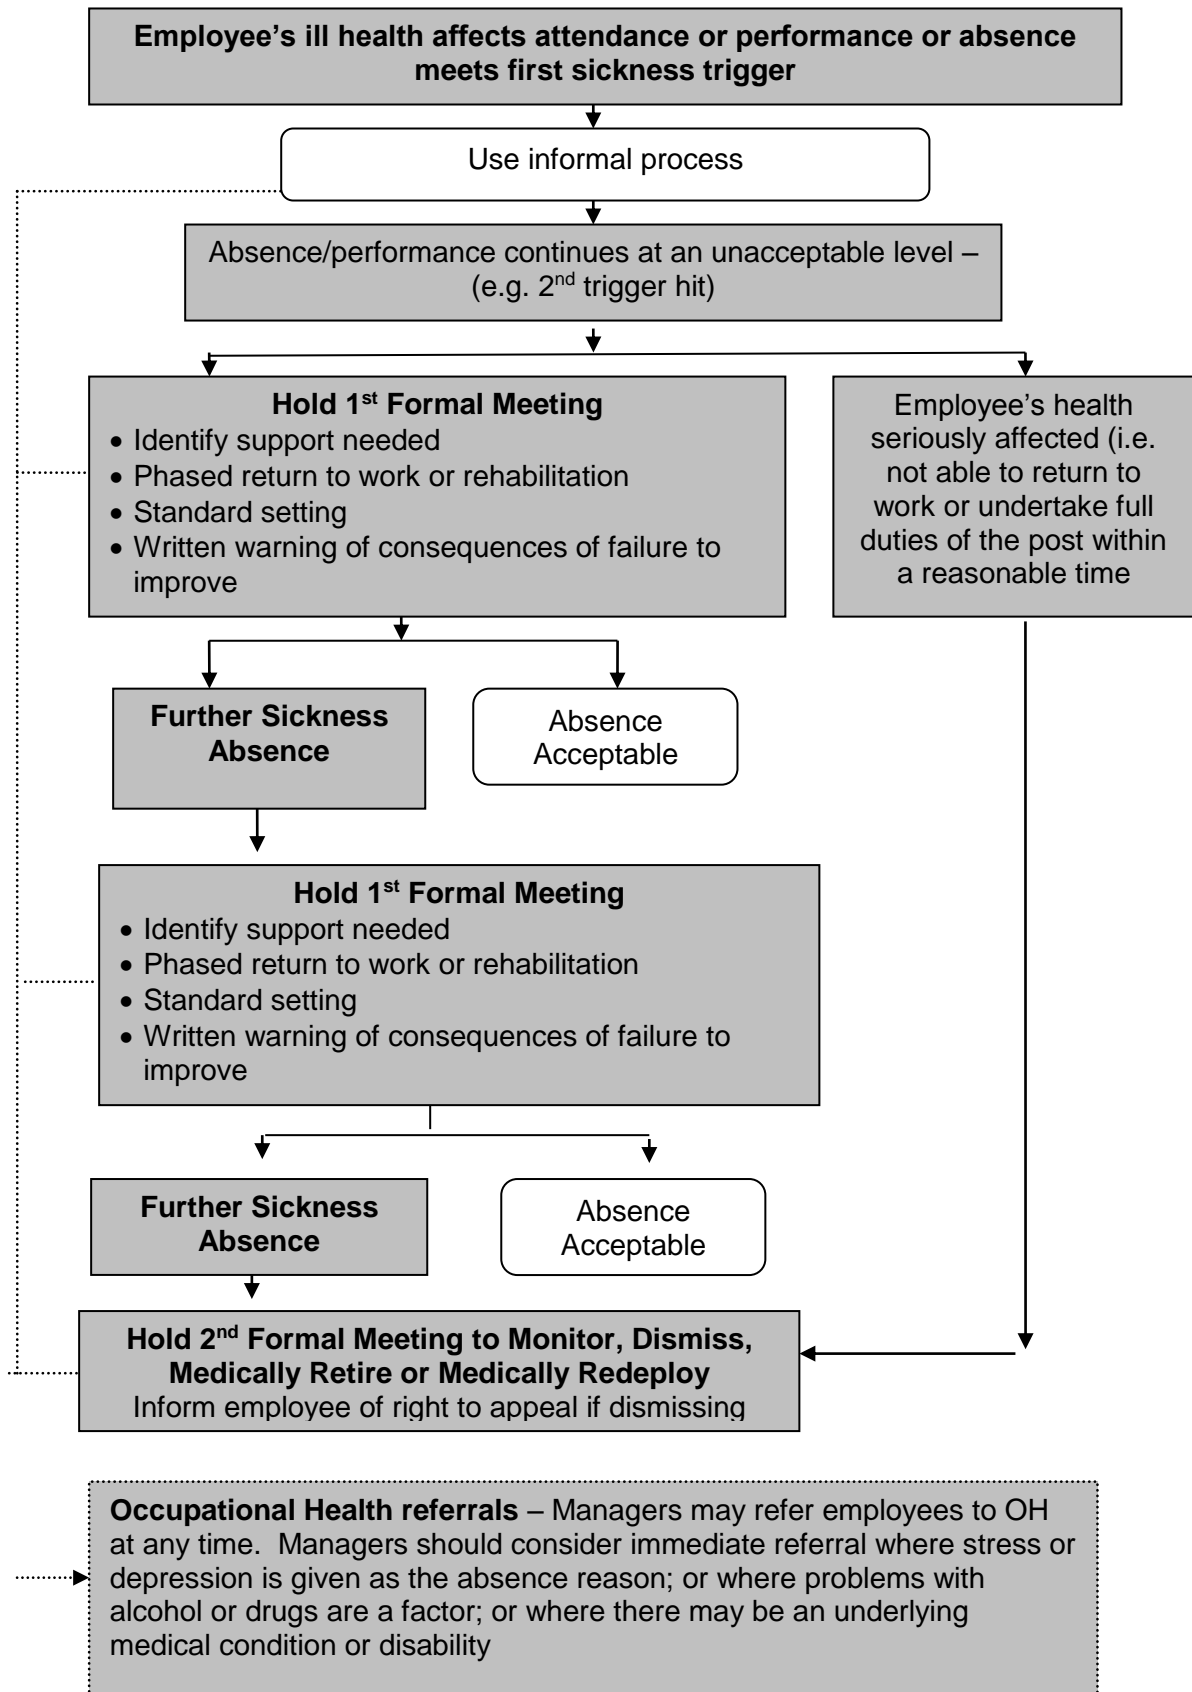 Employee’s ill health affects attendance or performance or absence
meets first sickness trigger
Use informal process
Absence/performance continues at an unacceptable level –
(e.g. 2nd trigger hit)
Hold 1st Formal Meeting
• Identify support needed
• Phased return to work or rehabilitation
• Standard setting
• Written warning of consequences of failure to
improve
Employee’s health
seriously affected (i.e.
not able to return to
work or undertake full
duties of the post within
a reasonable time
Further Sickness
Absence
Absence
Acceptable
Hold 1st Formal Meeting
• Identify support needed
• Phased return to work or rehabilitation
• Standard setting
• Written warning of consequences of failure to
improve
Further Sickness
Absence
Absence
Acceptable
Hold 2nd Formal Meeting to Monitor, Dismiss,
Medically Retire or Medically Redeploy
Inform employee of right to appeal if dismissing
Occupational Health referrals – Managers may refer employees to OH
at any time.  Managers should consider immediate referral where stress or
depression is given as the absence reason; or where problems with
alcohol or drugs are a factor; or where there may be an underlying
medical condition or disability